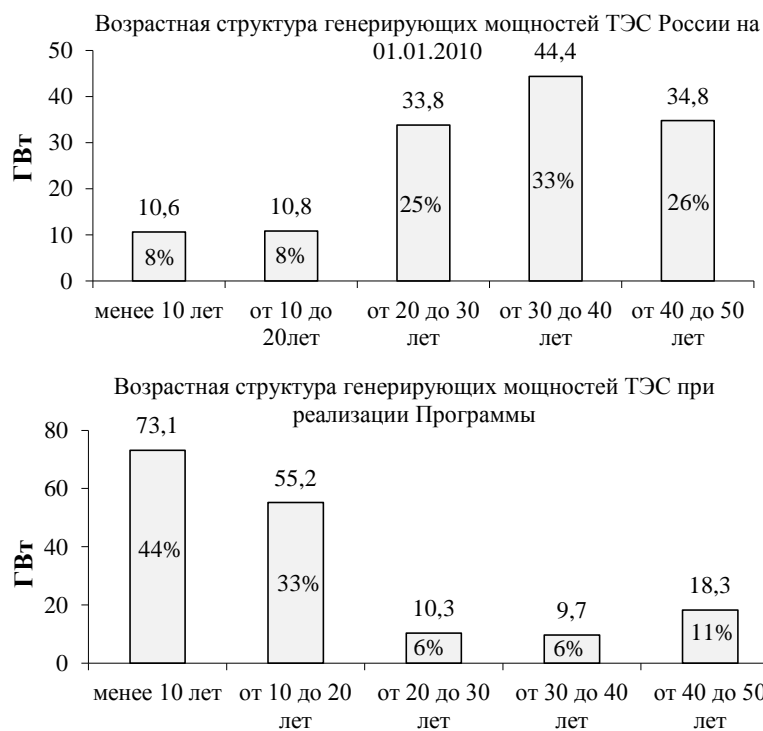 Возрастная структура генерирующих мощностей ТЭС России на
01.01.2010
ГВт
50
40
30
20
10
0
10,6
10,8
33,8
44,4
34,8
8%
8%
25%
33%
26%
менее 10 лет
от 10 до
20лет
от 20 до 30
лет
от 30 до 40
лет
от 40 до 50
лет
Возрастная структура генерирующих мощностей ТЭС при
реализации Программы
ГВт
80
60
40
20
0
73,1
55,2
10,3
9,7
18,3
44%
33%
6%
6%
11%
менее 10 лет
от 10 до 20
лет
от 20 до 30
лет
от 30 до 40
лет
от 40 до 50
лет